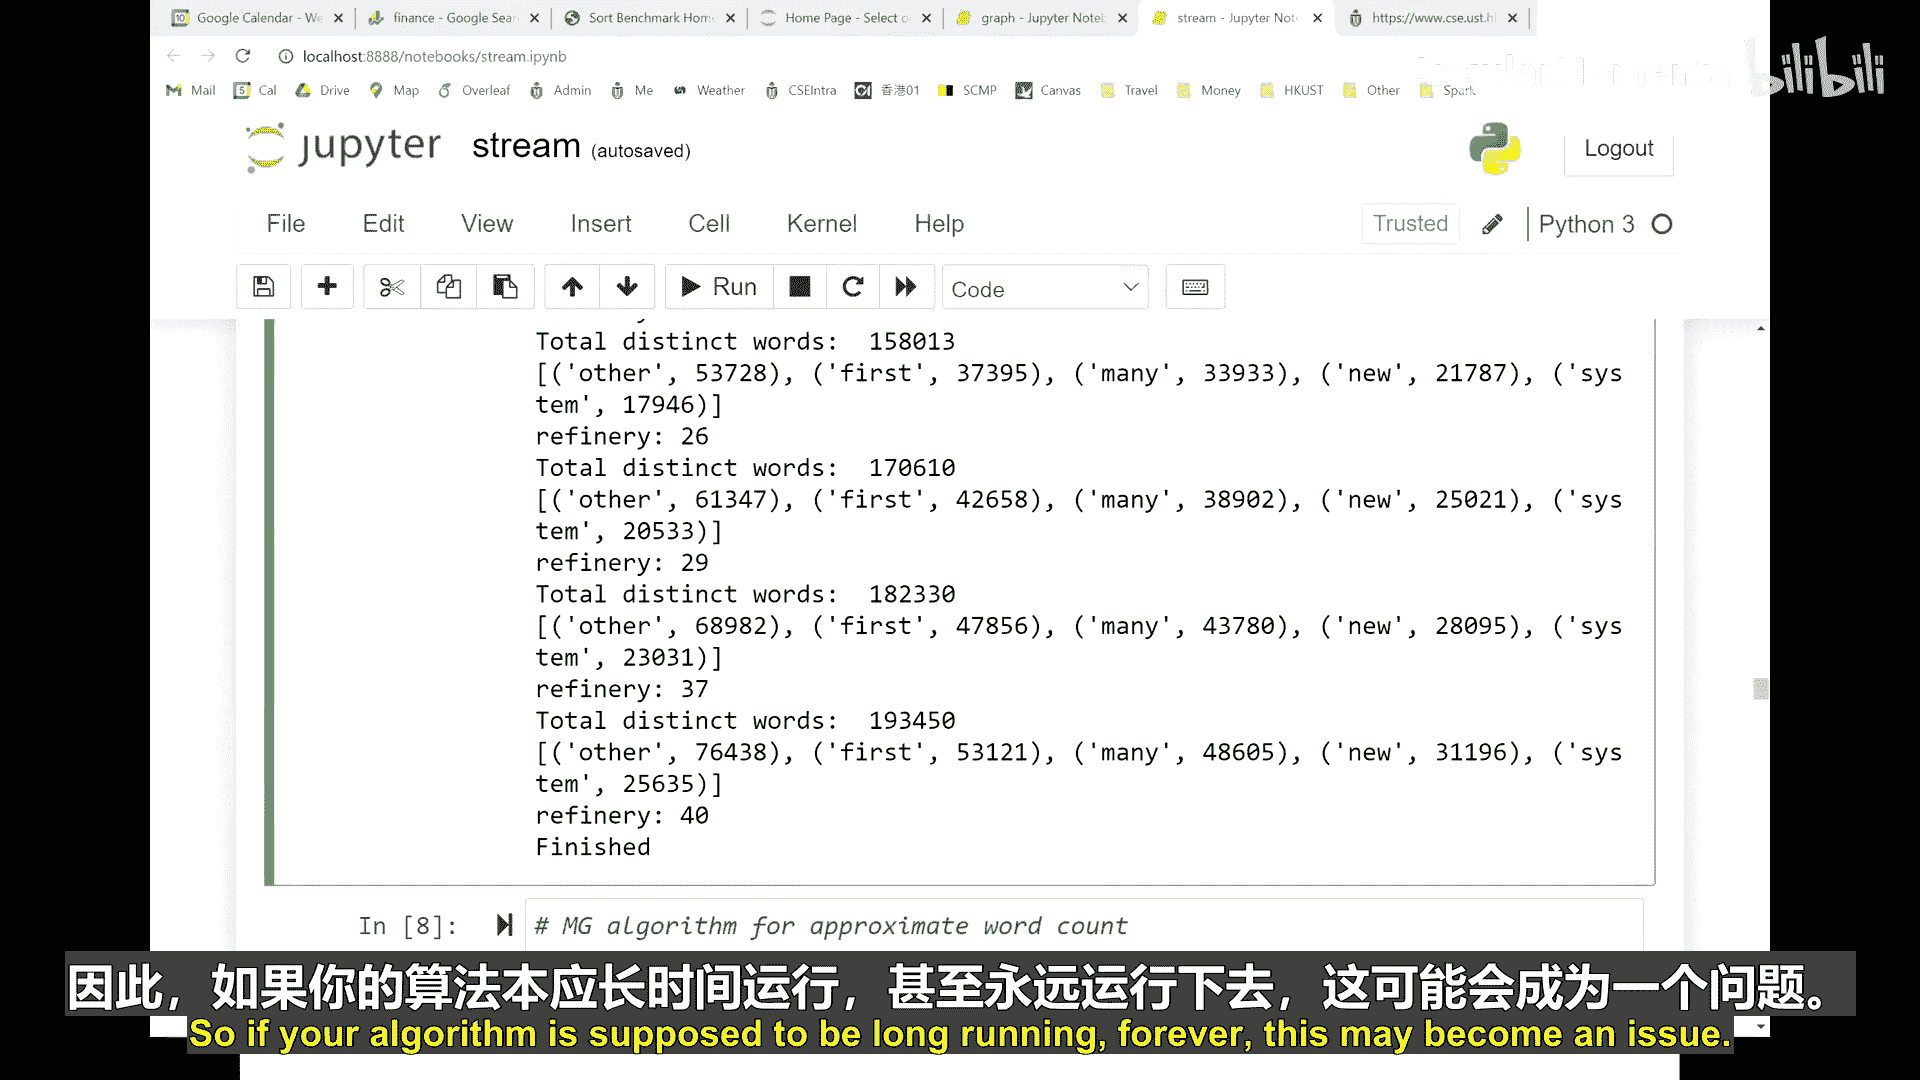 Google Calendar - We
finance - Google Sear
Sort Benchmark Hom
Home Page - Select o
graph - Jupyter Noteb
stream - Jupyter Note
https://www.cse.ust.h
localhost:8888/notebooks/stream.ipynb
bilibili
Mail Cal Drive Map Overleaf Admin Me Weather CSEIntra 香港01 SCMP Canvas Travel Money HKUST Other Spark
jupyter stream (autosaved)
Logout
File Edit View Insert Cell Kernel Help
Trusted Python 3
Run Code
Total distinct words:  158013
[('other', 53728), ('first', 37395), ('many', 33933), ('new', 21787), ('sys
tem', 17946)]
refinery: 26
Total distinct words:  170610
[('other', 61347), ('first', 42658), ('many', 38902), ('new', 25021), ('sys
tem', 20533)]
refinery: 29
Total distinct words:  182330
[('other', 68982), ('first', 47856), ('many', 43780), ('new', 28095), ('sys
tem', 23031)]
refinery: 37
Total distinct words:  193450
[('other', 76438), ('first', 53121), ('many', 48605), ('new', 31196), ('sys
tem', 25635)]
refinery: 40
Finished
In [8]: # MG algorithm for approximate word count
因此，如果你的算法本应长时间运行，甚至永远运行下去，这可能会成为一个问题。
So if your algorithm is supposed to be long running, forever, this may become an issue.